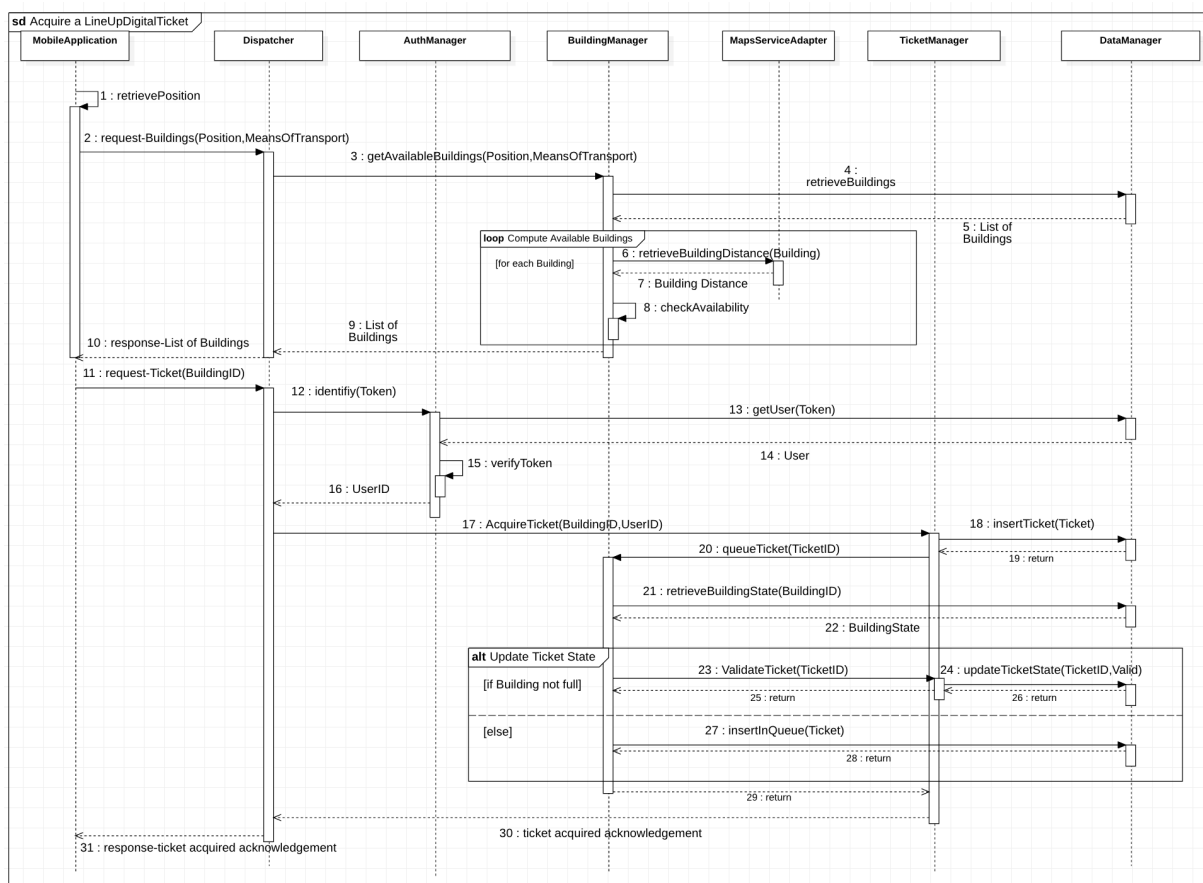 sd Acquire a LineUpDigitalTicket
MobileApplication
Dispatcher
AuthManager
BuildingManager
MapsServiceAdapter
TicketManager
DataManager
1 : retrievePosition
2 : request-Buildings(Position,MeansOfTransport)
3 : getAvailableBuildings(Position,MeansOfTransport)
4 :
retrieveBuildings
5 : List of
Buildings
loop Compute Available Buildings
[for each Building]
6 : retrieveBuildingDistance(Building)
7 : Building Distance
8 : checkAvailability
9 : List of
Buildings
10 : response-List of Buildings
11 : request-Ticket(BuildingID)
12 : identifiy(Token)
13 : getUser(Token)
14 : User
15 : verifyToken
16 : UserID
17 : AcquireTicket(BuildingID,UserID)
18 : insertTicket(Ticket)
19 : return
20 : queueTicket(TicketID)
21 : retrieveBuildingState(BuildingID)
22 : BuildingState
alt Update Ticket State
[if Building not full]
23 : ValidateTicket(TicketID)
24 : updateTicketState(TicketID,Valid)
25 : return
26 : return
[else]
27 : insertInQueue(Ticket)
28 : return
29 : return
30 : ticket acquired acknowledgement
31 : response-ticket acquired acknowledgement